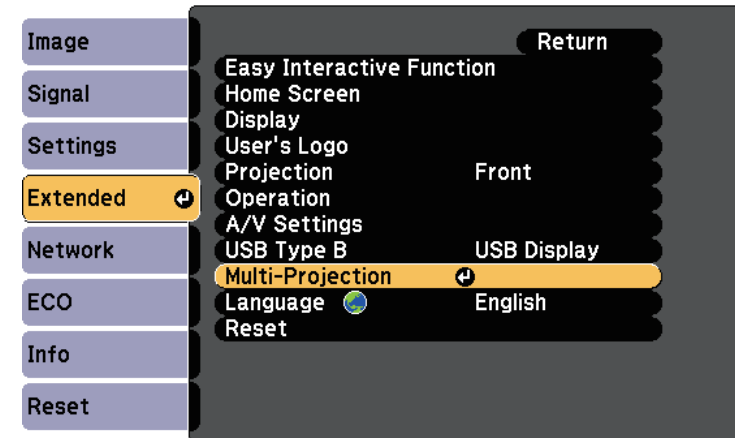 Image
Signal
Settings
Extended
Network
ECO
Info
Reset
Return
Easy Interactive Function
Home Screen
Display
User's Logo
Projection Front
Operation
A/V Settings
USB Type B USB Display
Multi-Projection
Language English
Reset